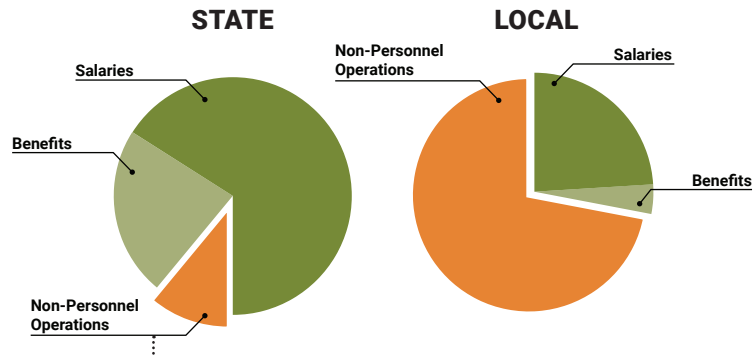 STATE
Salaries
Benefits
Non-Personnel
Operations
LOCAL
Non-Personnel
Operations
Salaries
Benefits